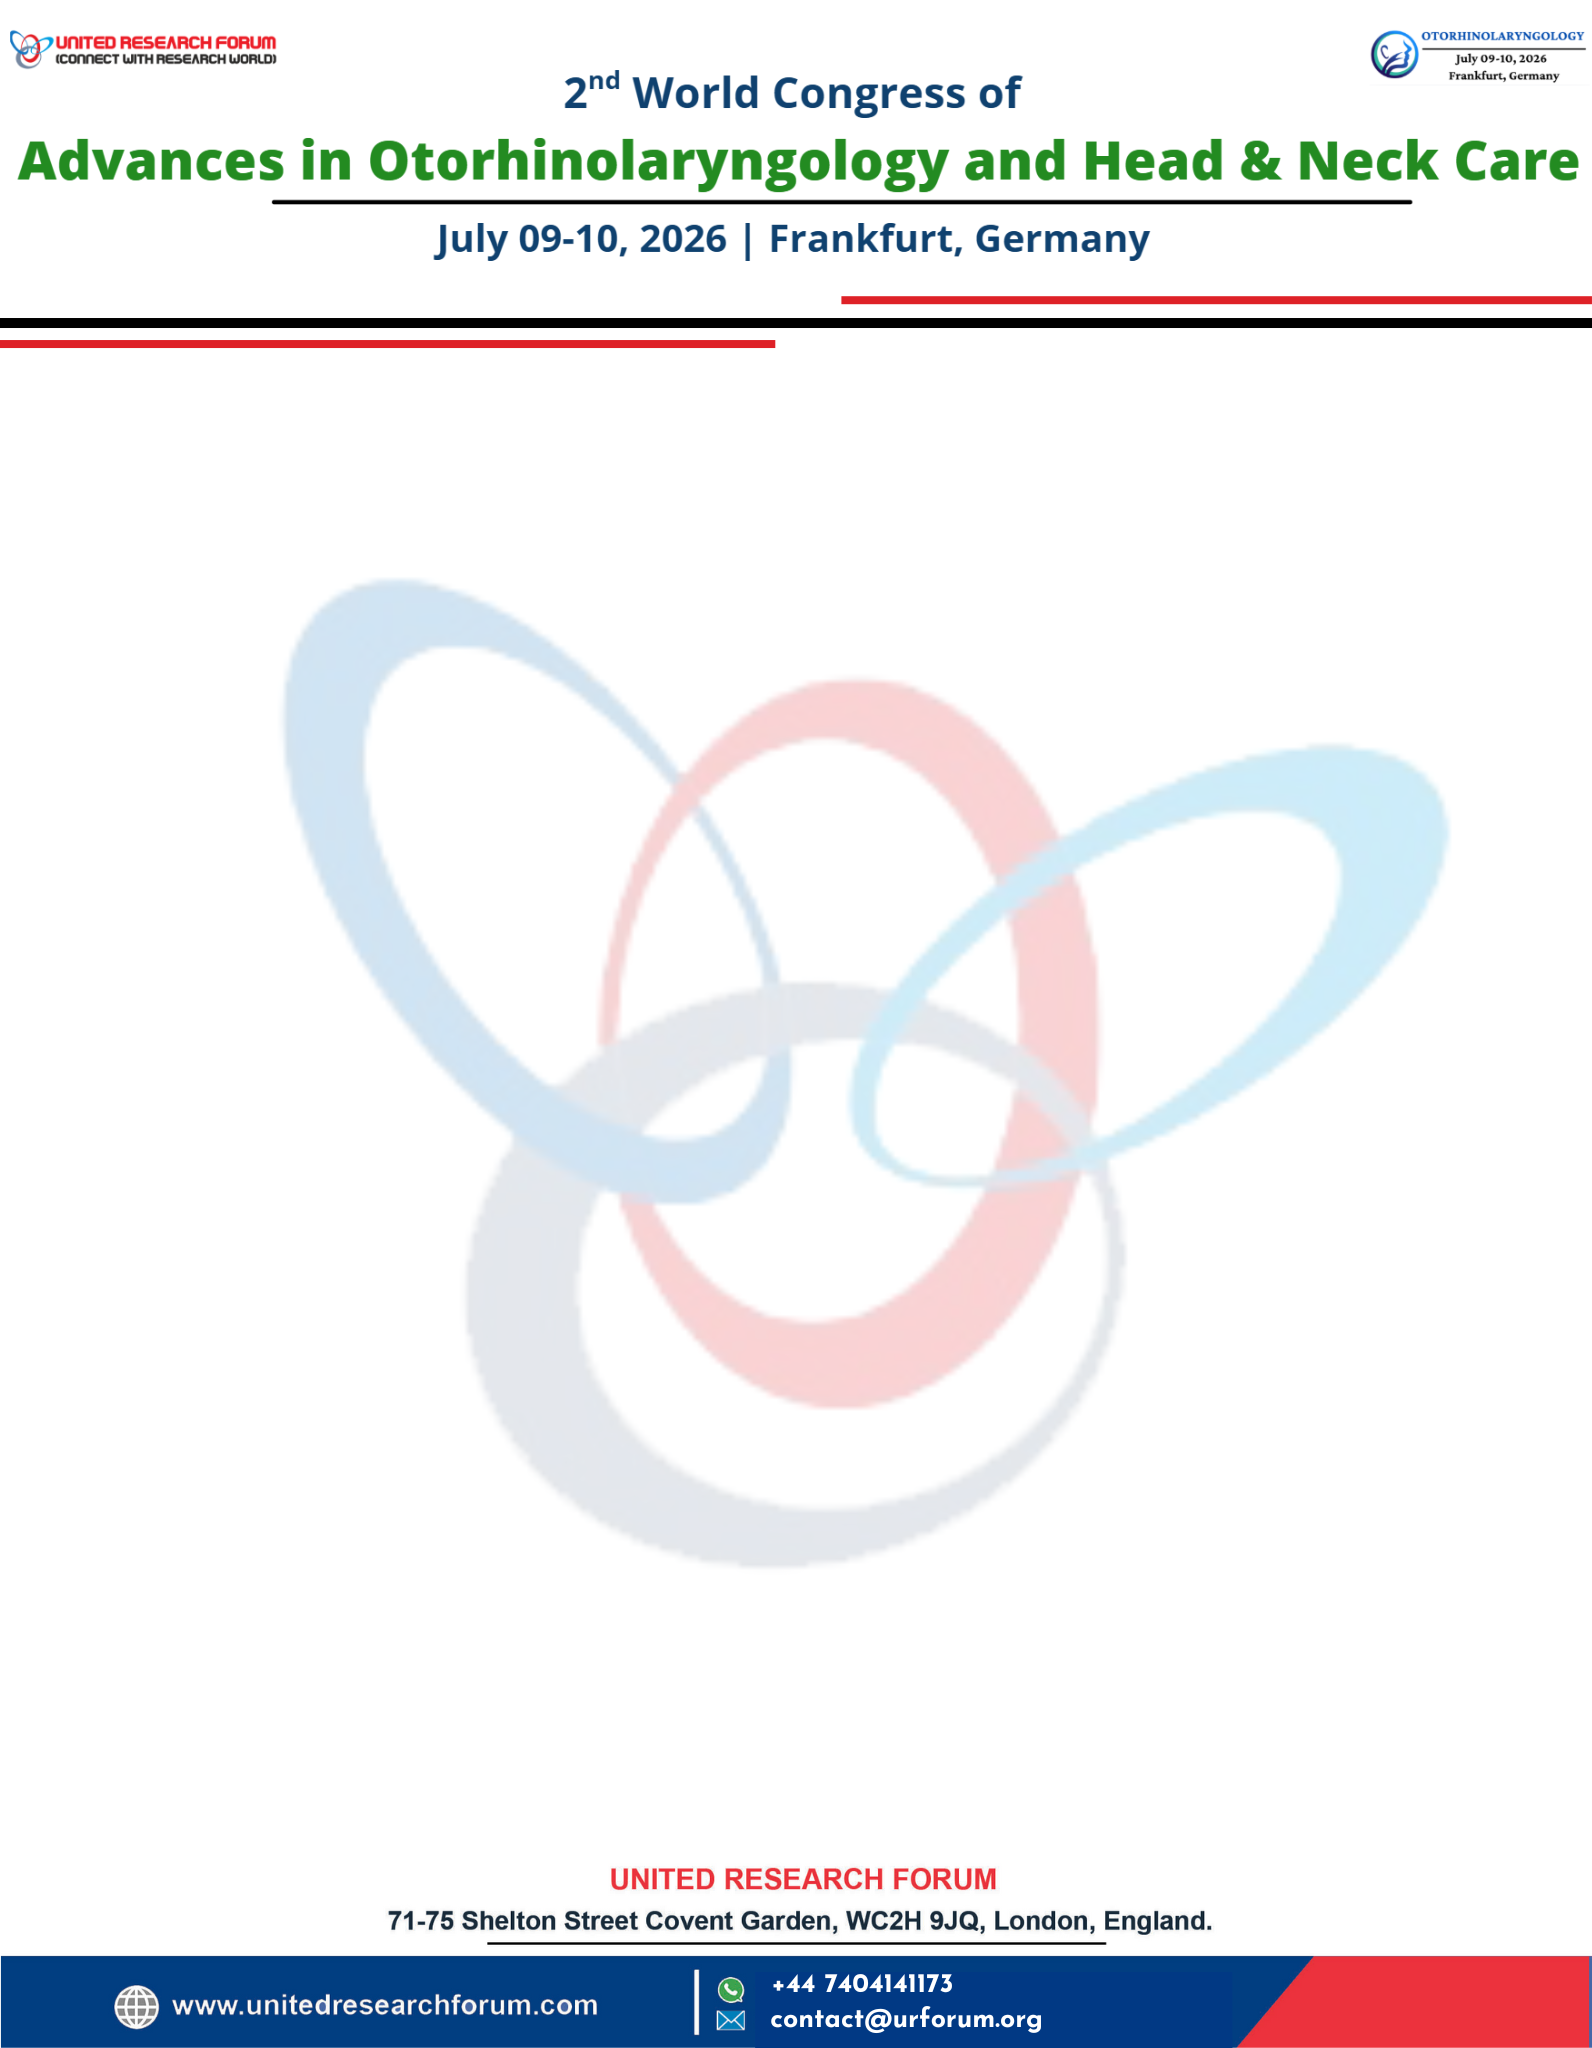 UNITED RESEARCH FORUM
(CONNECT WITH RESEARCH WORLD)
OTORHINOLARYNGOLOGY
July 09-10, 2026
Frankfurt, Germany
2nd World Congress of
Advances in Otorhinolaryngology and Head & Neck Care
July 09-10, 2026 | Frankfurt, Germany
UNITED RESEARCH FORUM
71-75 Shelton Street Covent Garden, WC2H 9JQ, London, England.
www.unitedresearchforum.com
+44 7404141173
contact@urforum.org